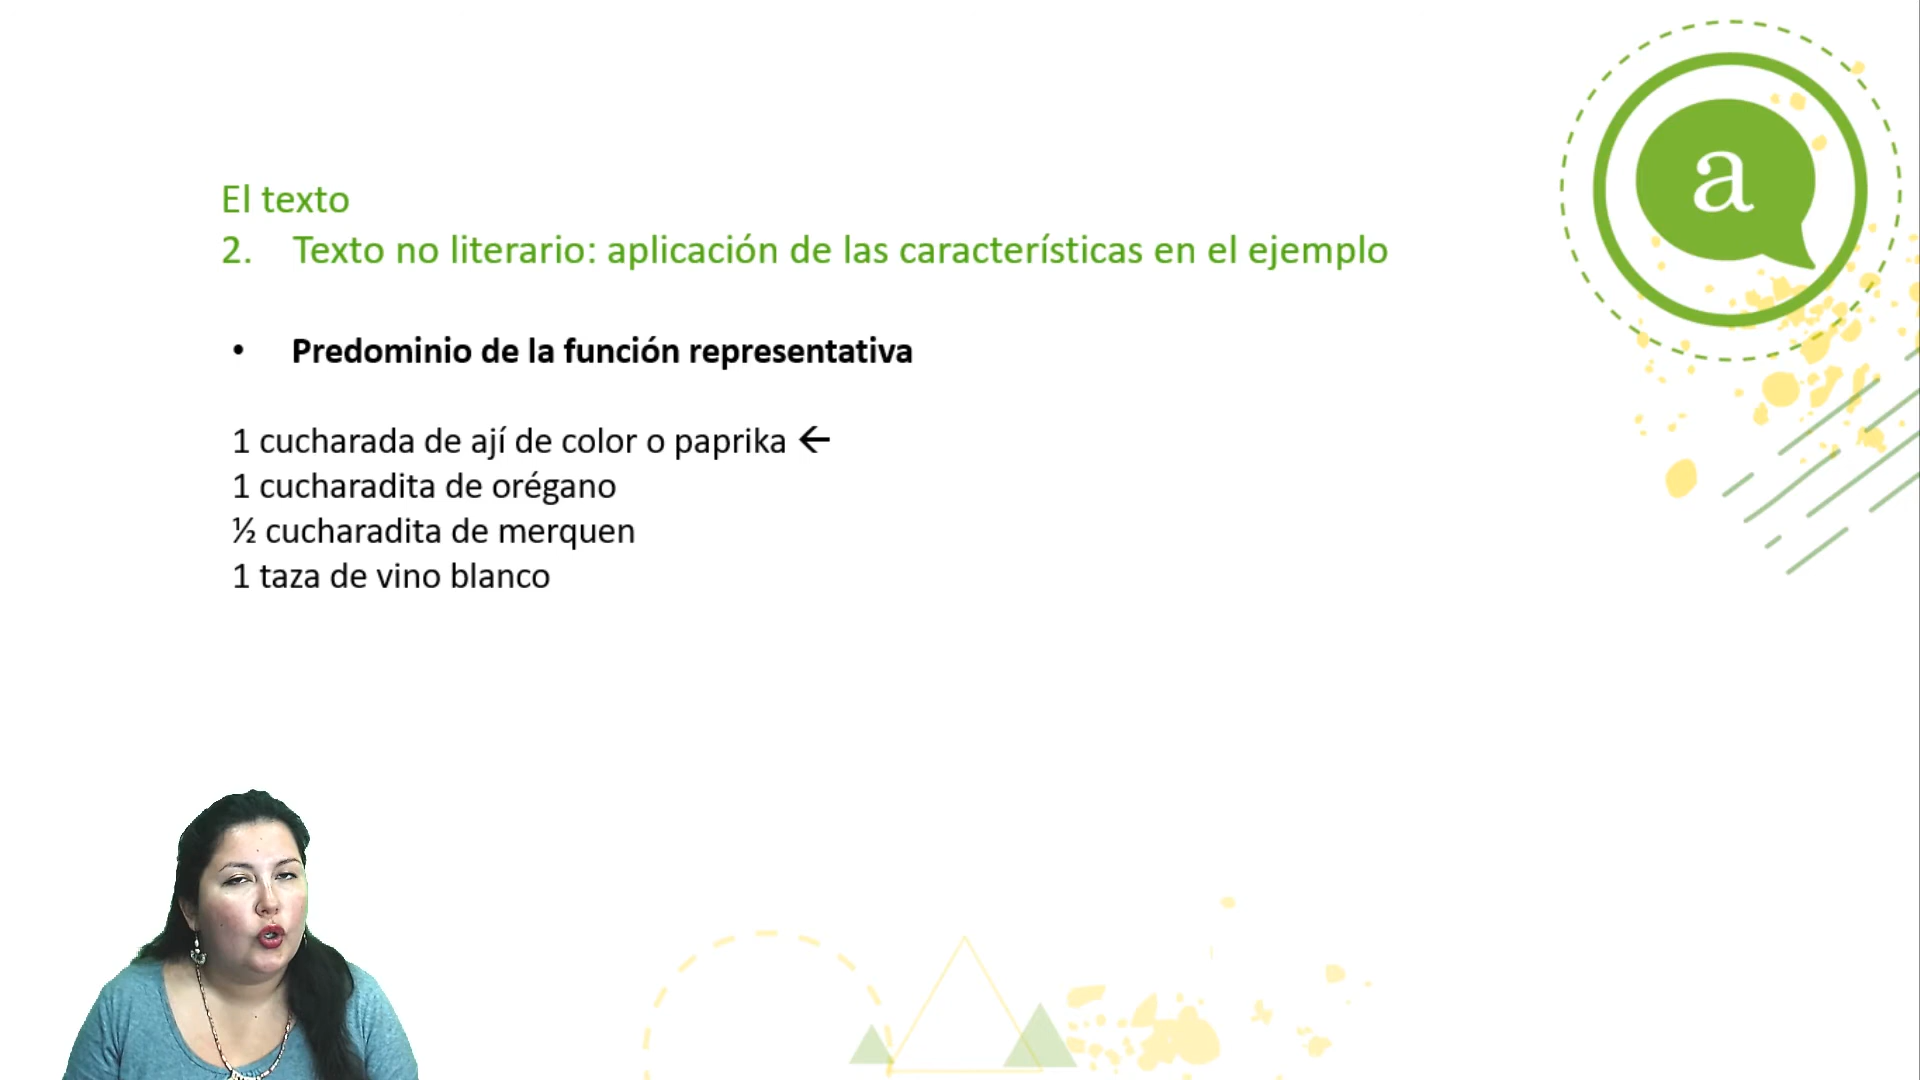 a
El texto
2. Texto no literario: aplicación de las características en el ejemplo
• Predominio de la función representativa
1 cucharada de ají de color o paprika ←
1 cucharadita de orégano
½ cucharadita de merquen
1 taza de vino blanco